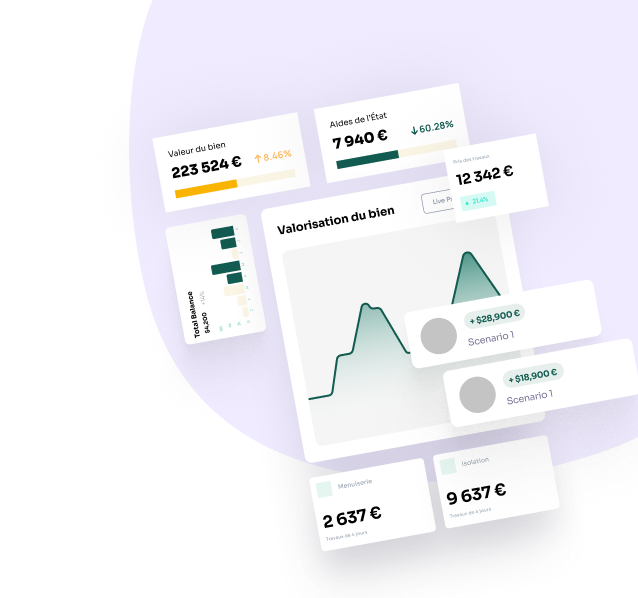 Valeur du bien
223 524 €
↑ 8.46%
Aides de l'État
7 940 €
↓ 60.28%
Prix des travaux
12 342 €
21.4%
Total Balance
$4,200
+14%
Valorisation du bien
Live Pr
+ $28,900 €
Scenario 1
+ $18,900 €
Scenario 1
Menuiserie
2 637 €
Travaux de 4 jours
Isolation
9 637 €
Travaux de 4 jours